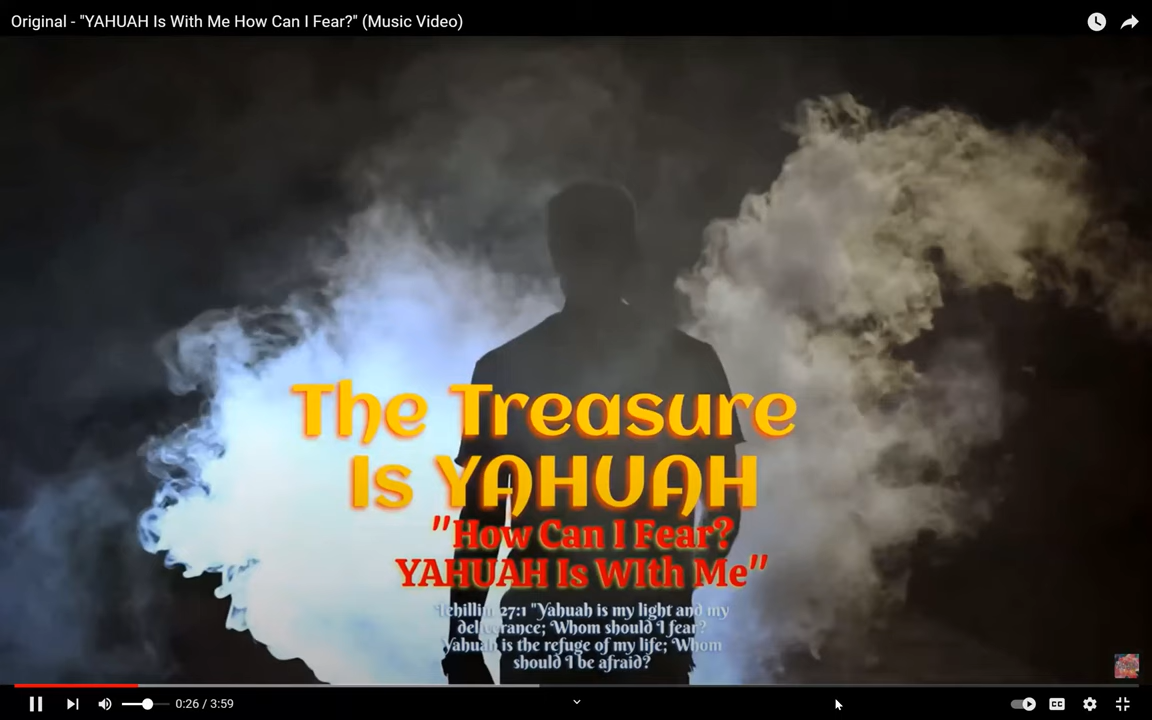 Original - "YAHUAH Is With Me How Can I Fear?" (Music Video)
The Treasure
Is YAHUAH
"How Can I Fear?
YAHUAH Is WIth Me"
Tehillim 27:1 "Yahuah is my light and my
deliverance; Whom should I fear?
Yahuah is the refuge of my life; Whom
should I be afraid?
0:26 / 3:59
CC